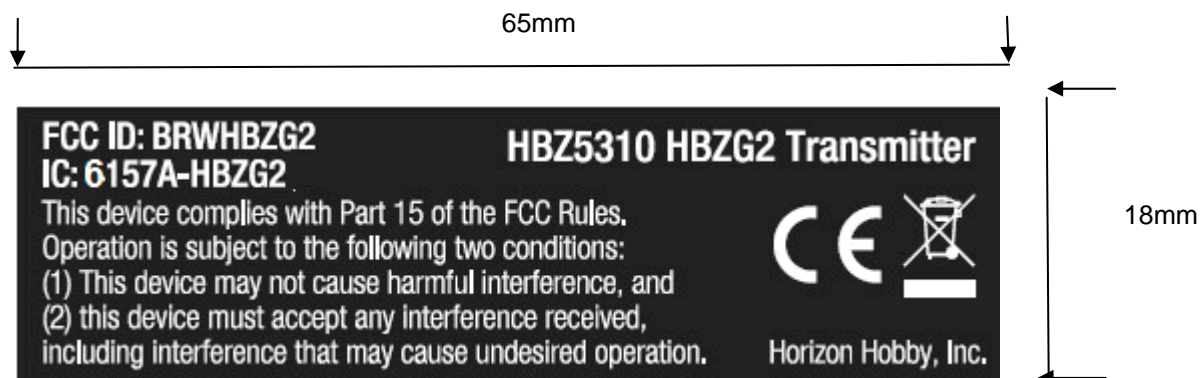 65mm
FCC ID: BRWHBZG2
HBZ5310 HBZG2 Transmitter
IC: 6157A-HBZG2
This device complies with Part 15 of the FCC Rules.
Operation is subject to the following two conditions:
(1) This device may not cause harmful interference, and
(2) this device must accept any interference received,
including interference that may cause undesired operation.
CE
18mm
Horizon Hobby, Inc.